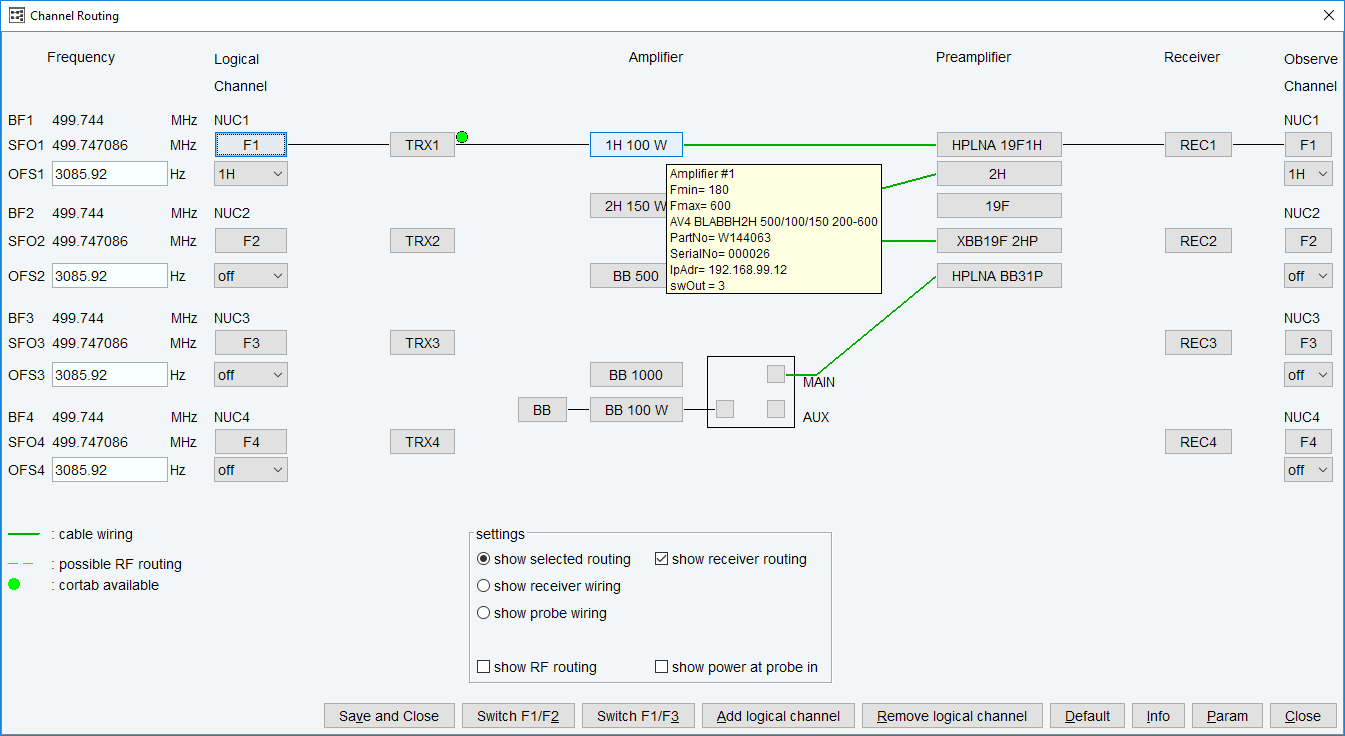 Channel Routing
Frequency Logical Channel Amplifier Preamplifier Receiver Observe Channel
BF1 499.744 MHz NUC1 NUC1
SFO1 499.747086 MHz F1 TRX1 1H 100 W HPLNA 19F1H REC1 F1
OFS1 3085.92 Hz 1H 2H 1H
Amplifier #1
Fmin= 180
Fmax= 600
AV4 BLABBH2H 500/100/150 200-600
PartNo= W144063
SerialNo= 000026
IpAdr= 192.168.99.12
swOut = 3
2H 150 W 19F
BF2 499.744 MHz NUC2 NUC2
SFO2 499.747086 MHz F2 TRX2 XBB19F 2HP REC2 F2
OFS2 3085.92 Hz off BB 500 HPLNA BB31P off
BF3 499.744 MHz NUC3 NUC3
SFO3 499.747086 MHz F3 TRX3 REC3 F3
OFS3 3085.92 Hz off BB 1000 MAIN off
BB BB 100 W AUX
BF4 499.744 MHz NUC4 NUC4
SFO4 499.747086 MHz F4 TRX4 REC4 F4
OFS4 3085.92 Hz off off
: cable wiring
: possible RF routing
: cortab available
settings
show selected routing show receiver routing
show receiver wiring
show probe wiring
show RF routing show power at probe in
Save and Close Switch F1/F2 Switch F1/F3 Add logical channel Remove logical channel Default Info Param Close